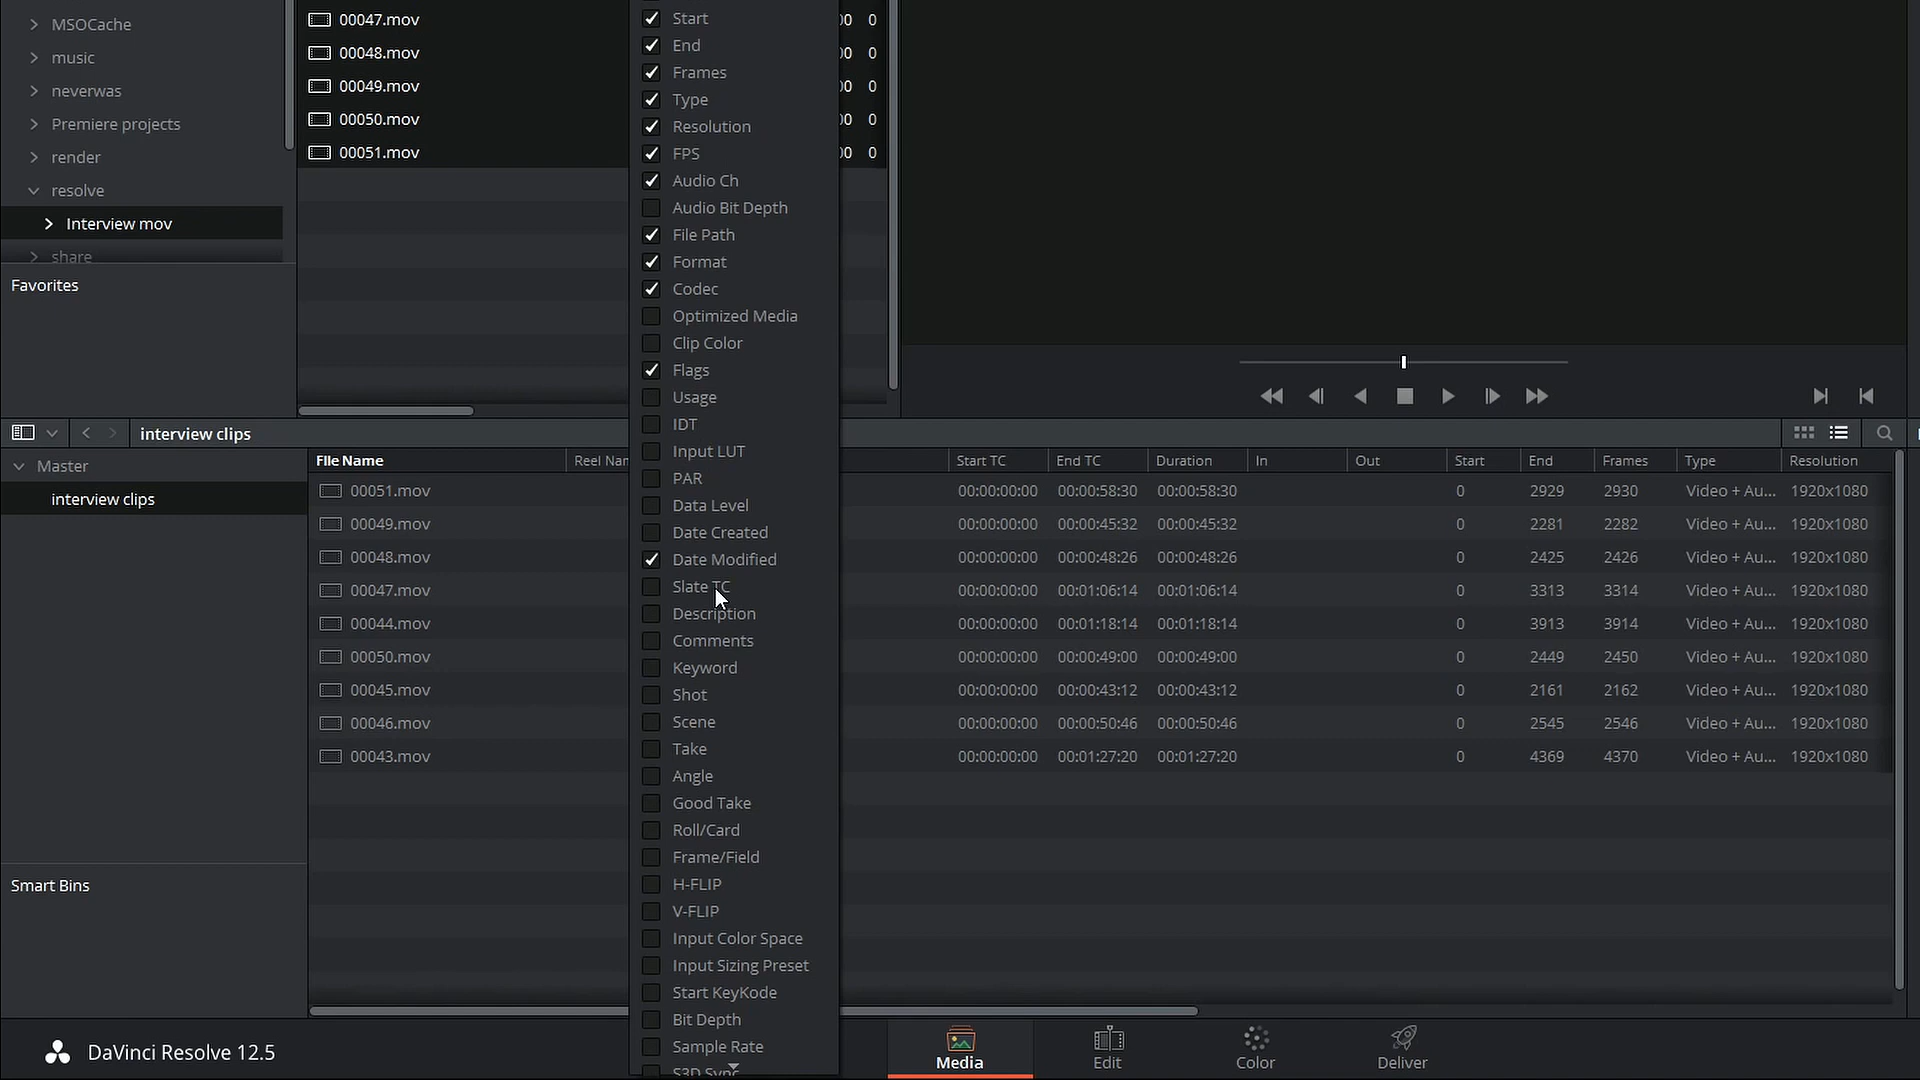 MSOCache
music
neverwas
Premiere projects
render
resolve
Interview mov
share
Favorites
00047.mov
00048.mov
00049.mov
00050.mov
00051.mov
00 0
00 0
00 0
00 0
00 0
Start
End
Frames
Type
Resolution
FPS
Audio Ch
Audio Bit Depth
File Path
Format
Codec
Optimized Media
Clip Color
Flags
Usage
IDT
Input LUT
PAR
Data Level
Date Created
Date Modified
Slate TC
Description
Comments
Keyword
Shot
Scene
Take
Angle
Good Take
Roll/Card
Frame/Field
H-FLIP
V-FLIP
Input Color Space
Input Sizing Preset
Start KeyKode
Bit Depth
Sample Rate
S3D Sync
interview clips
Master
interview clips
Smart Bins
File Name Reel Nam Start TC End TC Duration In Out Start End Frames Type Resolution
00051.mov 00:00:00:00 00:00:58:30 00:00:58:30 0 2929 2930 Video + Au... 1920x1080
00049.mov 00:00:00:00 00:00:45:32 00:00:45:32 0 2281 2282 Video + Au... 1920x1080
00048.mov 00:00:00:00 00:00:48:26 00:00:48:26 0 2425 2426 Video + Au... 1920x1080
00047.mov 00:00:00:00 00:01:06:14 00:01:06:14 0 3313 3314 Video + Au... 1920x1080
00044.mov 00:00:00:00 00:01:18:14 00:01:18:14 0 3913 3914 Video + Au... 1920x1080
00050.mov 00:00:00:00 00:00:49:00 00:00:49:00 0 2449 2450 Video + Au... 1920x1080
00045.mov 00:00:00:00 00:00:43:12 00:00:43:12 0 2161 2162 Video + Au... 1920x1080
00046.mov 00:00:00:00 00:00:50:46 00:00:50:46 0 2545 2546 Video + Au... 1920x1080
00043.mov 00:00:00:00 00:01:27:20 00:01:27:20 0 4369 4370 Video + Au... 1920x1080
DaVinci Resolve 12.5
Media
Edit
Color
Deliver